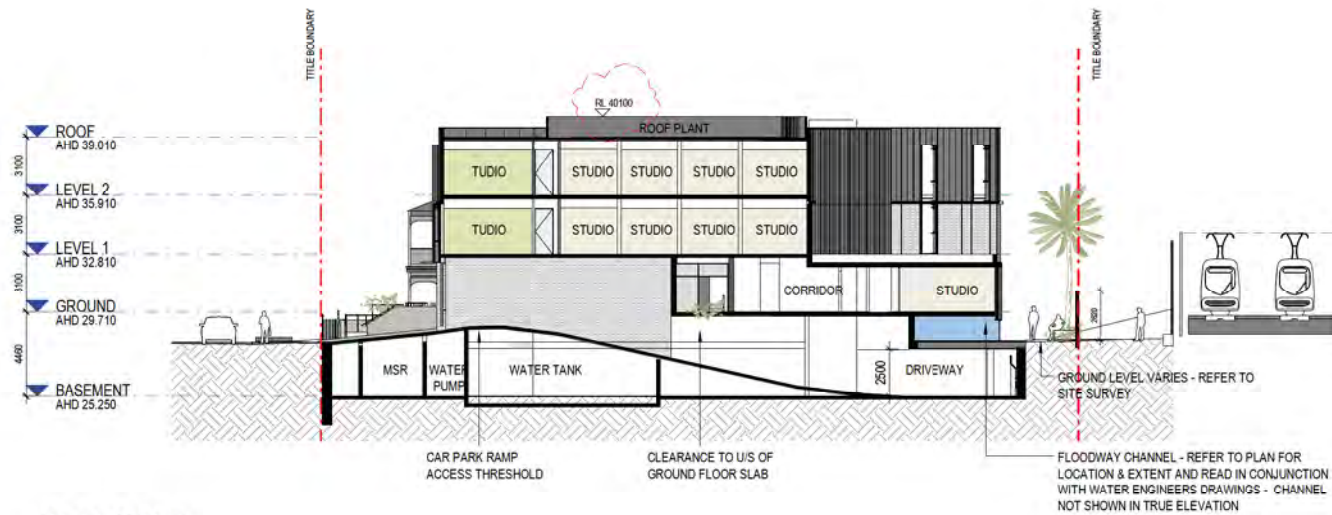 TITLE BOUNDARY
TITLE BOUNDARY
RL 40100
ROOF PLANT
ROOF
AHD 39.010
3100
TUDIO
STUDIO
STUDIO
STUDIO
STUDIO
LEVEL 2
AHD 35.910
3100
TUDIO
STUDIO
STUDIO
STUDIO
STUDIO
LEVEL 1
AHD 32.810
3100
CORRIDOR
STUDIO
GROUND
AHD 29.710
4460
MSR
WATER
PUMP
WATER TANK
2500
DRIVEWAY
BASEMENT
AHD 25.250
GROUND LEVEL VARIES - REFER TO
SITE SURVEY
CAR PARK RAMP
ACCESS THRESHOLD
CLEARANCE TO U/S OF
GROUND FLOOR SLAB
FLOODWAY CHANNEL - REFER TO PLAN FOR
LOCATION & EXTENT AND READ IN CONJUNCTION
WITH WATER ENGINEERS DRAWINGS - CHANNEL
NOT SHOWN IN TRUE ELEVATION